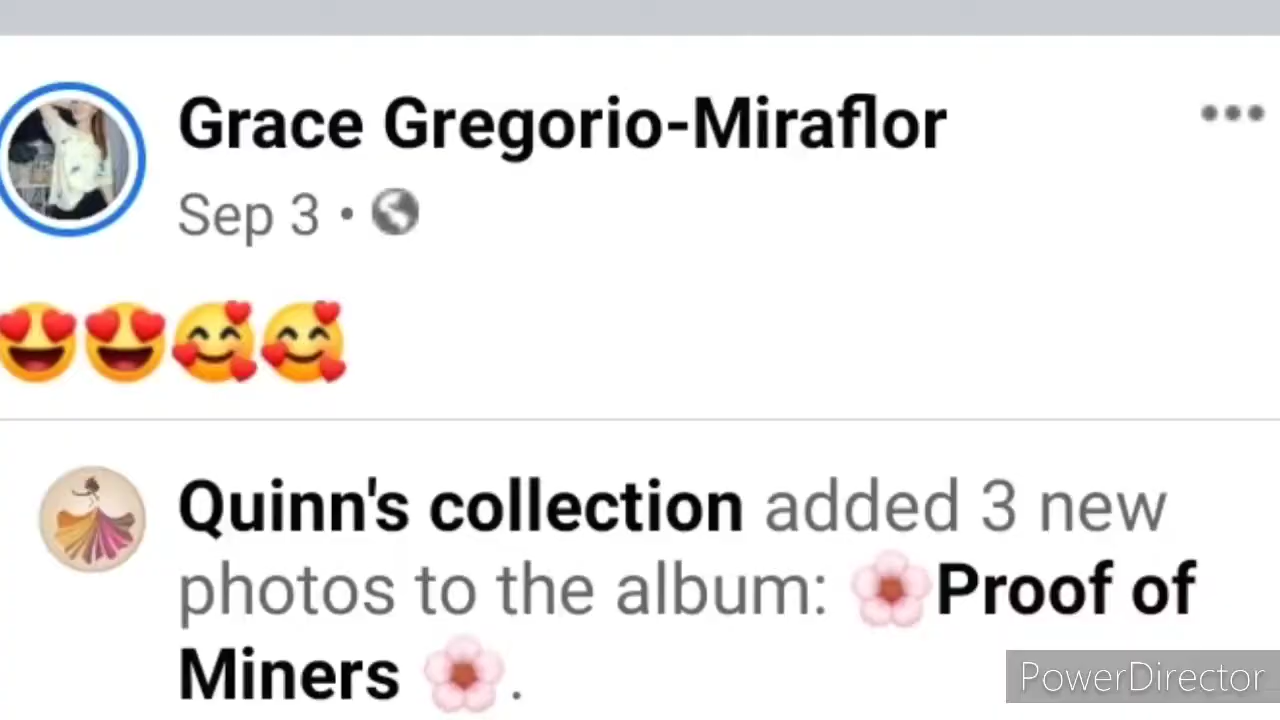 Grace Gregorio-Miraflor
Sep 3 •
😍😍🥰🥰
Quinn's collection added 3 new
photos to the album: 🌸Proof of
Miners 🌸.
PowerDirector